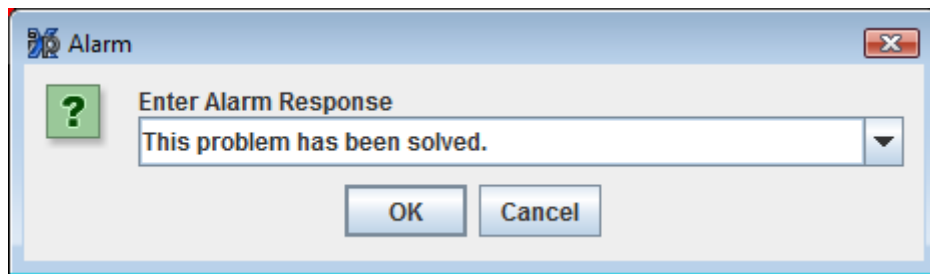 Alarm
Enter Alarm Response
This problem has been solved.
OK Cancel